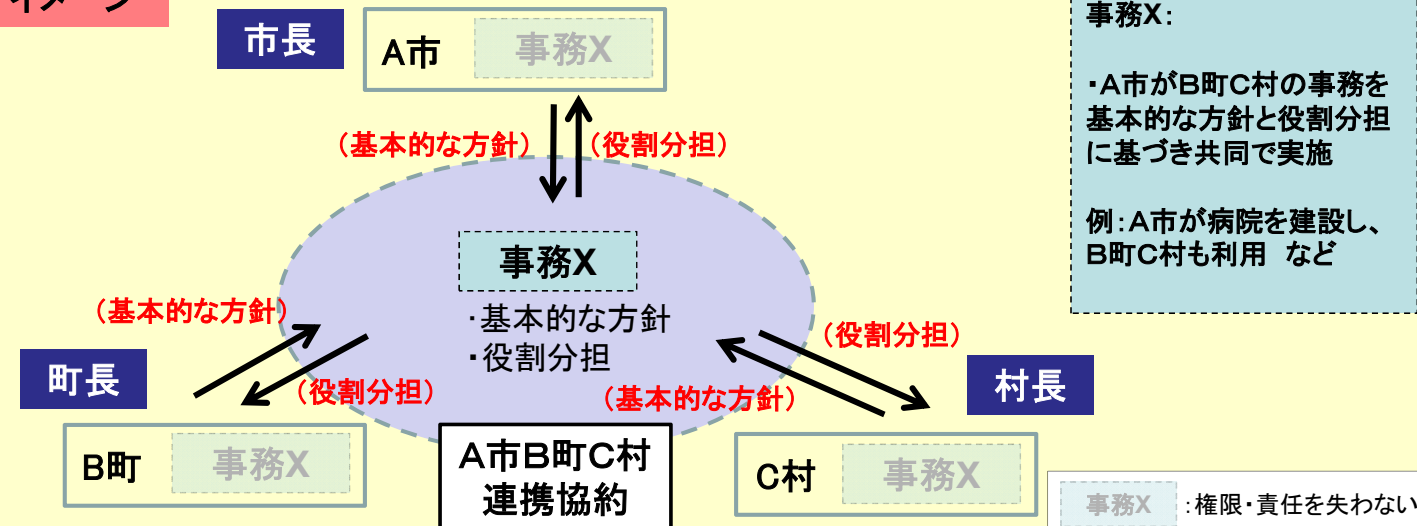 イメージ
市長
A市
事務X
事務X:
・A市がB町C村の事務を
基本的な方針と役割分担
に基づき共同で実施
例:A市が病院を建設し、
B町C村も利用 など
(基本的な方針)
(役割分担)
事務X
・基本的な方針
・役割分担
(基本的な方針)
(役割分担)
(役割分担)
(基本的な方針)
町長
村長
B町
事務X
A市B町C村
連携協約
C村
事務X
事務X
:権限・責任を失わない